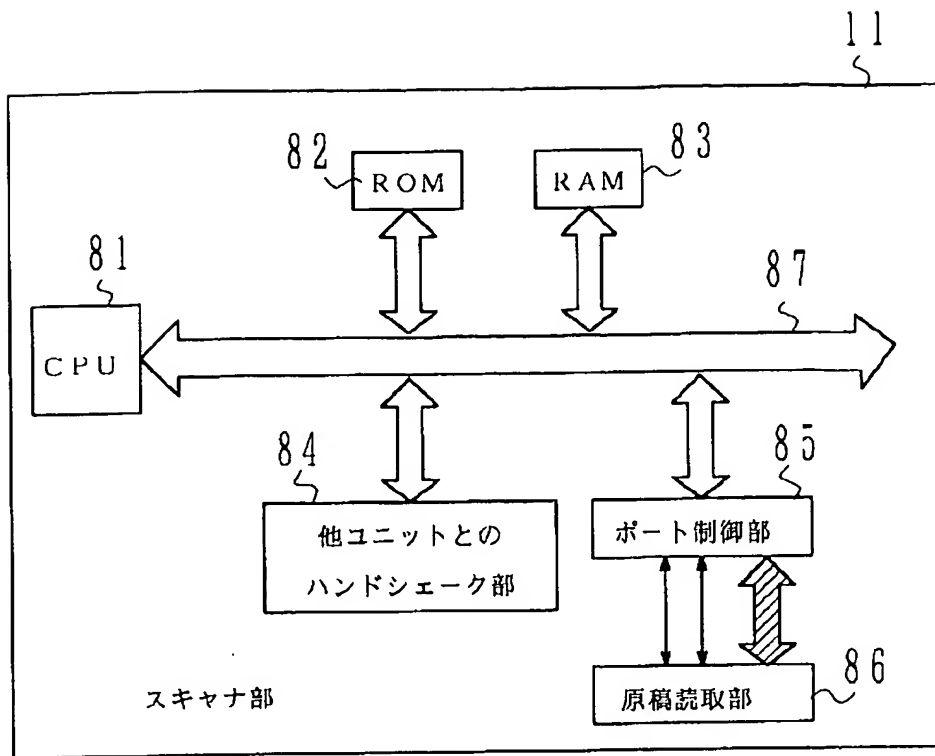 11
82
ROM
83
RAM
81
CPU
87
84
他ユニットとの
ハンドシェーク部
85
ポート制御部
86
原稿読取部
スキャナ部